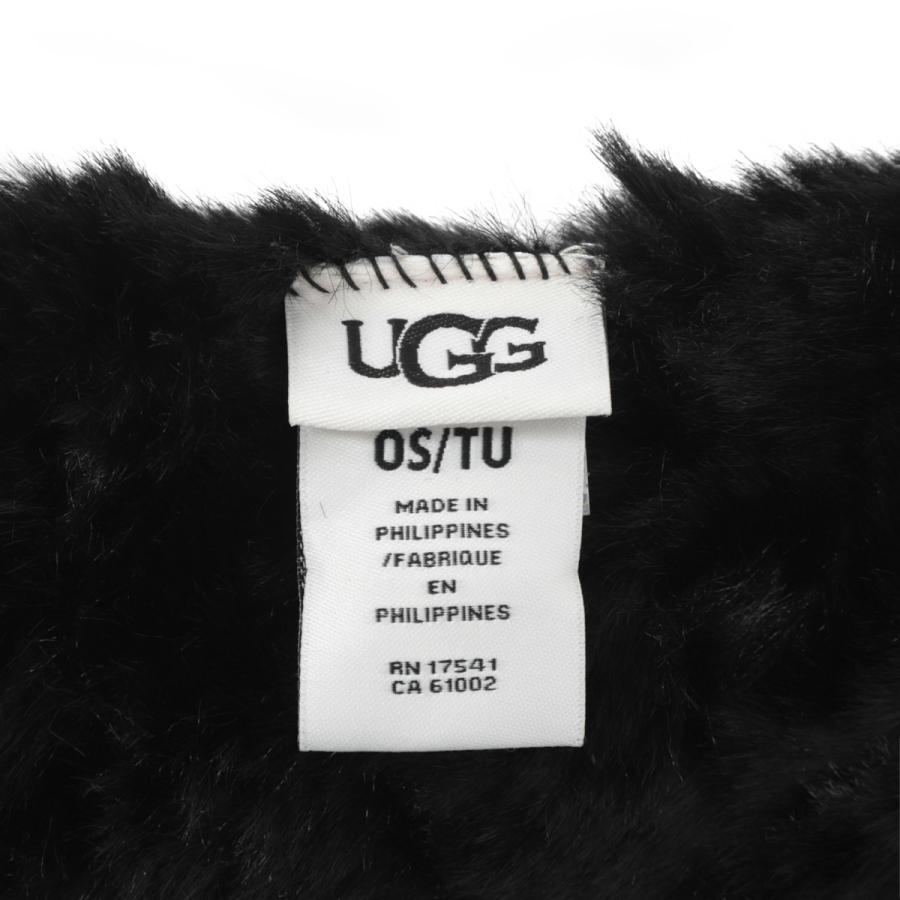 UGG
OS/TU
MADE IN
PHILIPPINES
/FABRIQUE
EN
PHILIPPINES
RN 17541
CA 61002